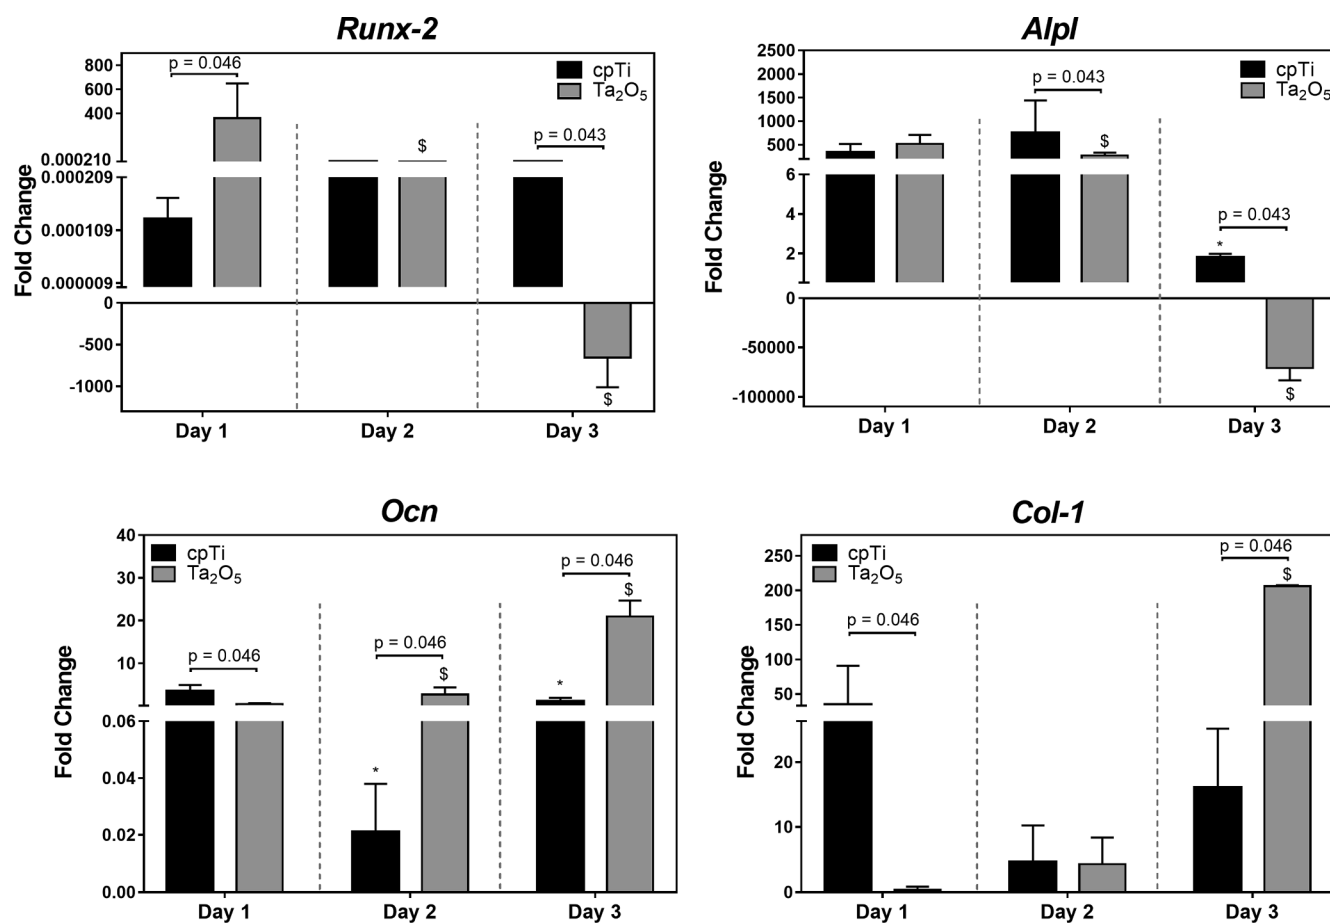 Runx-2
800
600
400
0.000210
0.000209
0.000109
0.000009
0
-500
-1000
Fold Change
p = 0.046
cpTi
Ta₂O₅
$
p = 0.043
$
Day 1
Day 2
Day 3
Alpl
2500
2000
1500
1000
500
6
4
2
0
-50000
-100000
Fold Change
cpTi
Ta₂O₅
p = 0.043
$
p = 0.043
*
$
Day 1
Day 2
Day 3
Ocn
40
30
20
10
0.06
0.04
0.02
0.00
Fold Change
cpTi
Ta₂O₅
p = 0.046
p = 0.046
$
*
p = 0.046
$
*
Day 1
Day 2
Day 3
Col-1
250
200
150
100
50
20
10
0
Fold Change
cpTi
Ta₂O₅
p = 0.046
p = 0.046
$
Day 1
Day 2
Day 3